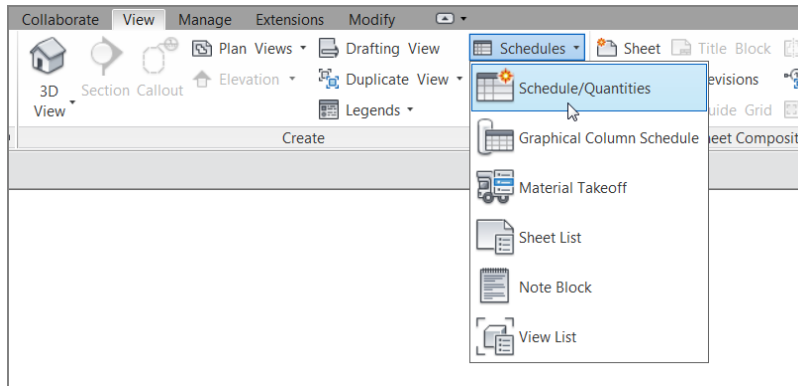 Collaborate View Manage Extensions Modify
Plan Views Drafting View Schedules Sheet Title Block
3D View Section Callout Elevation Duplicate View Schedule/Quantities
Legends
Create Graphical Column Schedule
Material Takeoff
Sheet List
Note Block
View List